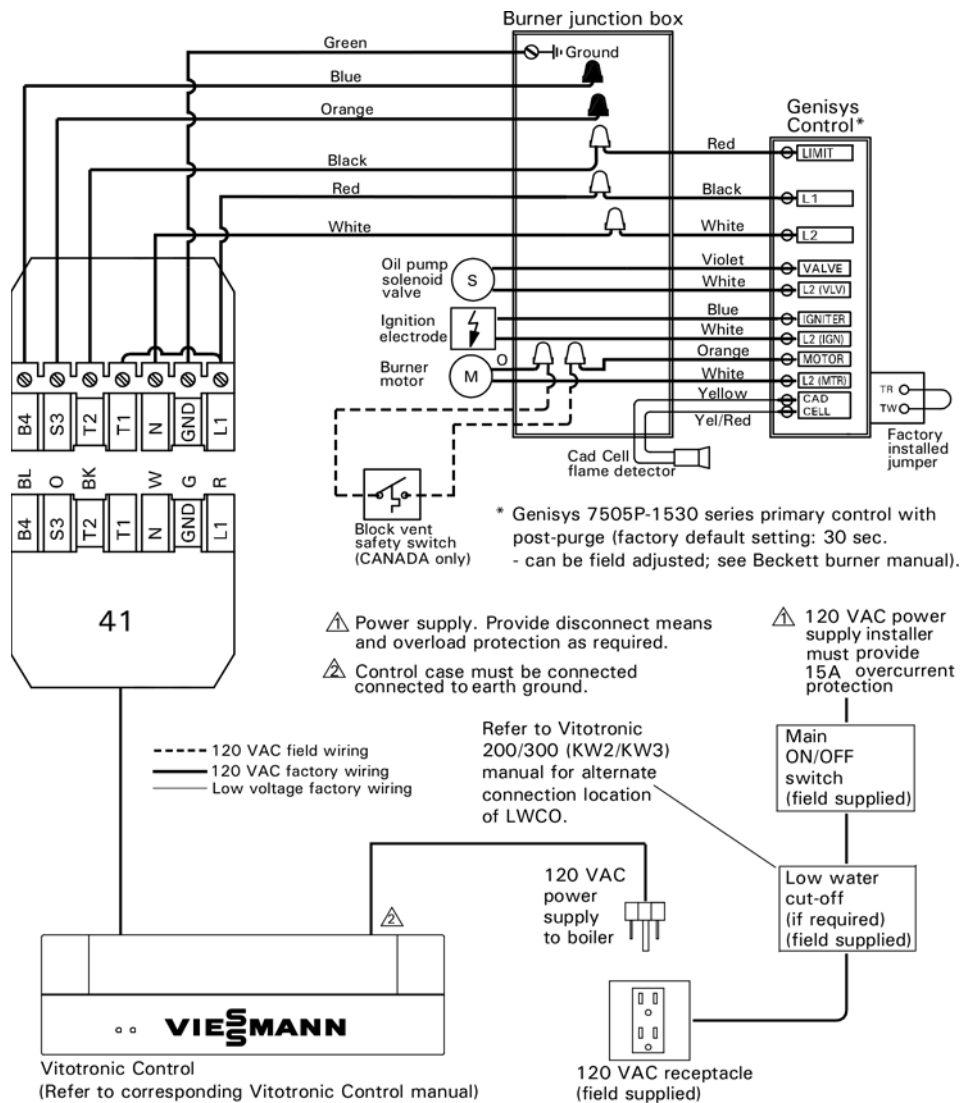 Burner junction box
Green
Ground
Blue
Orange
Genisys
Control*
Black
Red
LIMIT
Red
Black
L1
White
White
L2
Oil pump
solenoid
valve
S
Violet
VALVE
White
L2 (VLV)
Ignition
electrode
Blue
IGNITER
White
L2 (IGN)
Burner
motor
M
O
Orange
MOTOR
White
L2 (MTR)
Yellow
CAD
CELL
Yel/Red
TR
TW
Factory
installed
jumper
Cad Cell
flame detector
B4
S3
T2
T1
N
GND
L1
BL
O
BK
W
G
R
B4
S3
T2
T1
N
GND
L1
41
Block vent
safety switch
(CANADA only)
* Genisys 7505P-1530 series primary control with
post-purge (factory default setting: 30 sec.
- can be field adjusted; see Beckett burner manual).
1 Power supply. Provide disconnect means
and overload protection as required.
2 Control case must be connected
connected to earth ground.
1 120 VAC power
supply installer
must provide
15A overcurrent
protection
120 VAC field wiring
120 VAC factory wiring
Low voltage factory wiring
Refer to Vitotronic
200/300 (KW2/KW3)
manual for alternate
connection location
of LWCO.
Main
ON/OFF
switch
(field supplied)
Low water
cut-off
(if required)
(field supplied)
120 VAC
power
supply
to boiler
2
VIESSMANN
Vitotronic Control
(Refer to corresponding Vitotronic Control manual)
120 VAC receptacle
(field supplied)